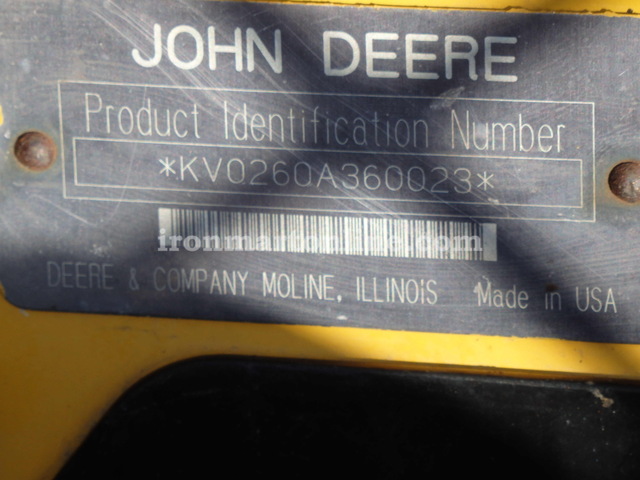 JOHN DEERE
Product Identification Number
*KV0260A360023*
ironmartonline.com
DEERE & COMPANY MOLINE, ILLINOIS Made in USA